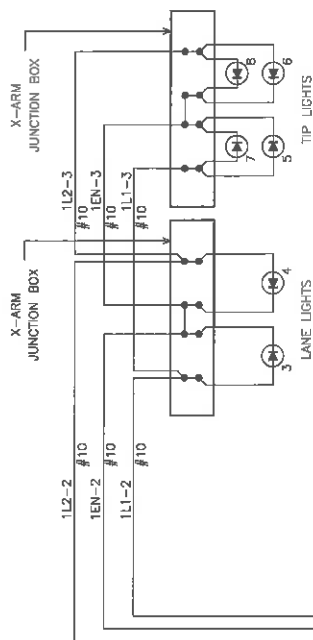 X-ARM
JUNCTION BOX
1L2-3
#10
1EN-3
#10
1L1-3
#10
8
6
7
5
TIP LIGHTS
X-ARM
JUNCTION BOX
1L2-2
#10
1EN-2
#10
1L1-2
#10
4
3
LANE LIGHTS